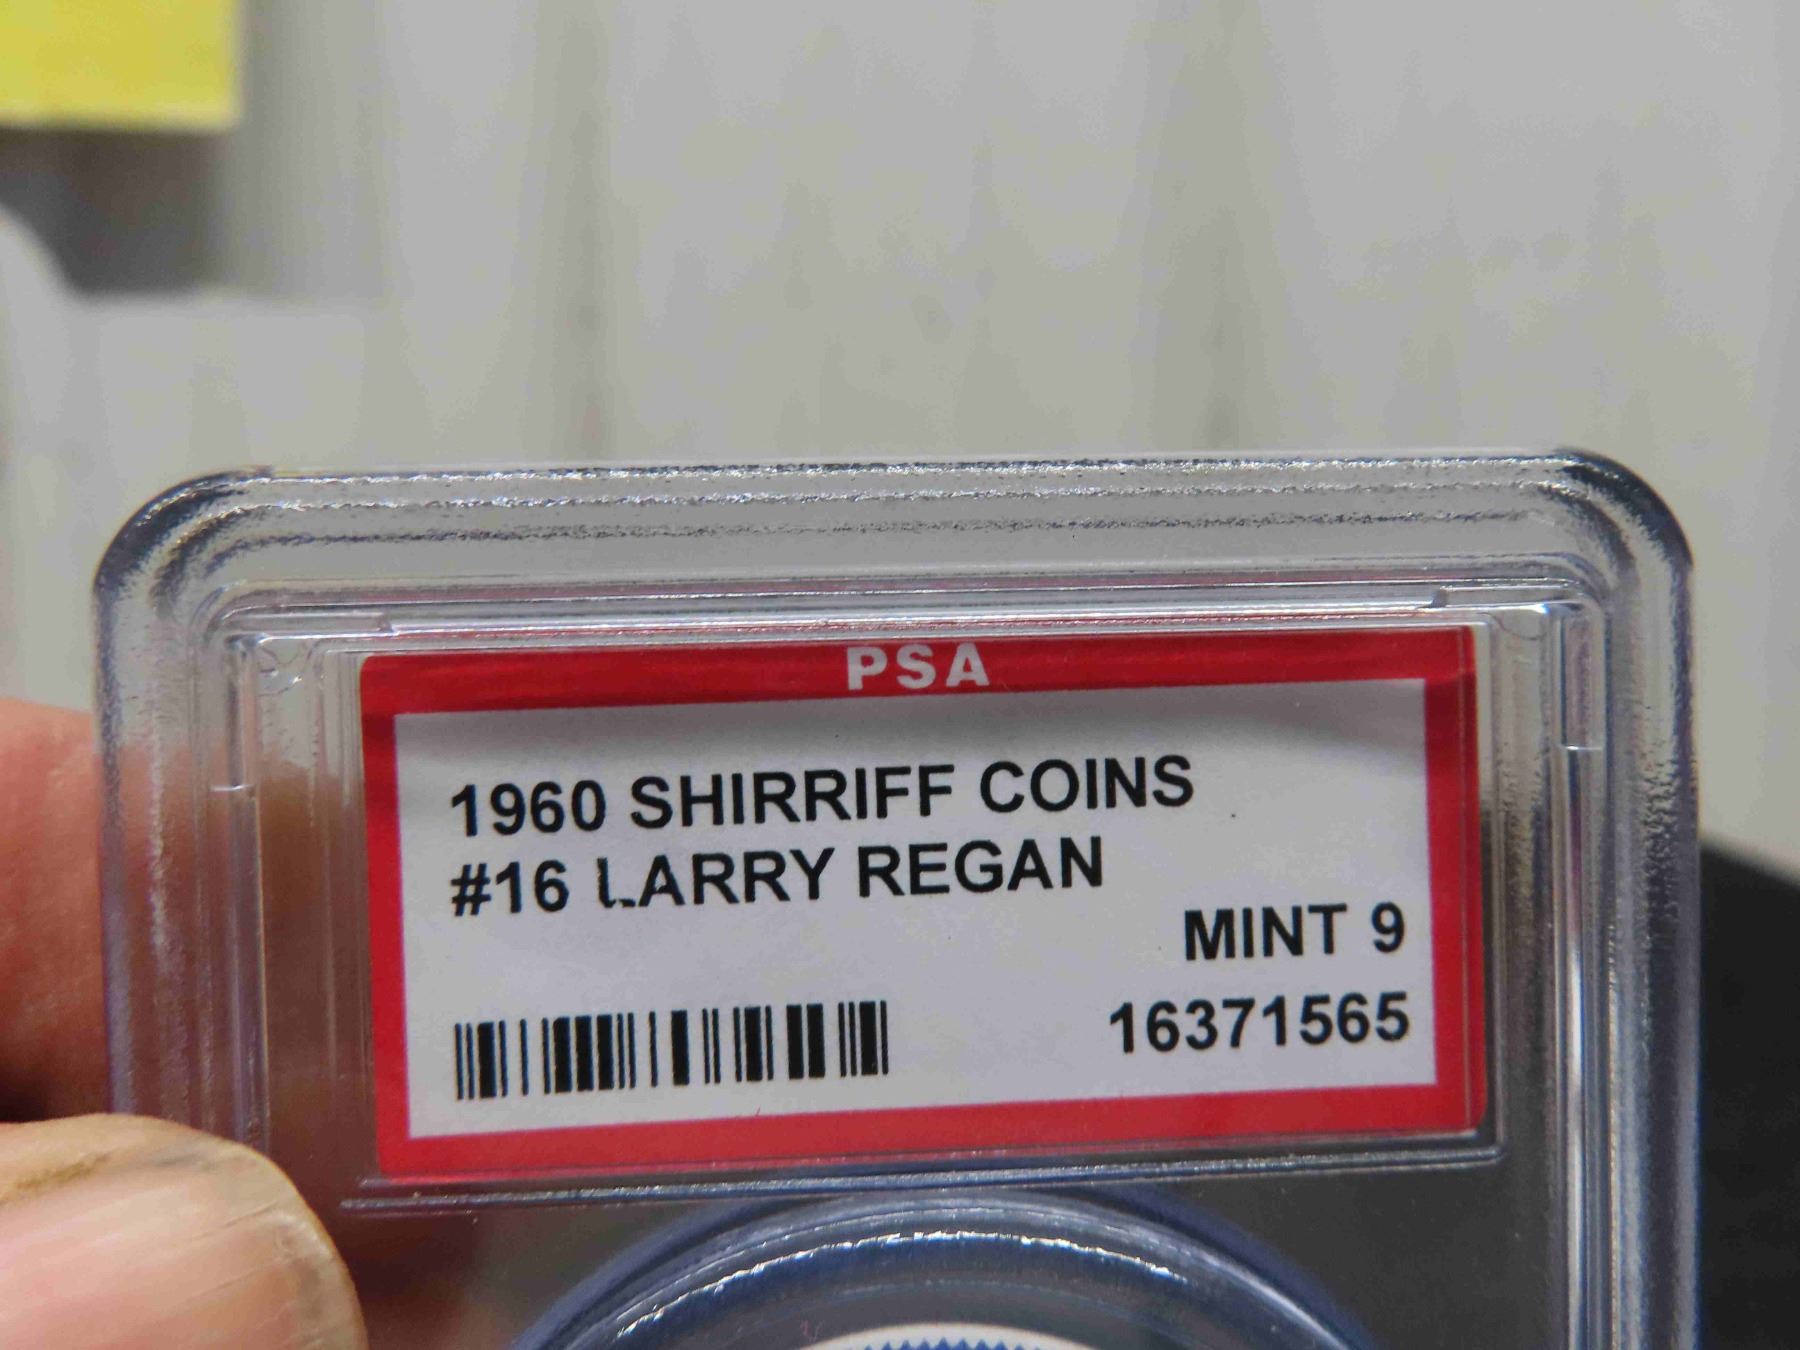 PSA
1960 SHIRRIFF COINS
#16 LARRY REGAN
MINT 9
16371565